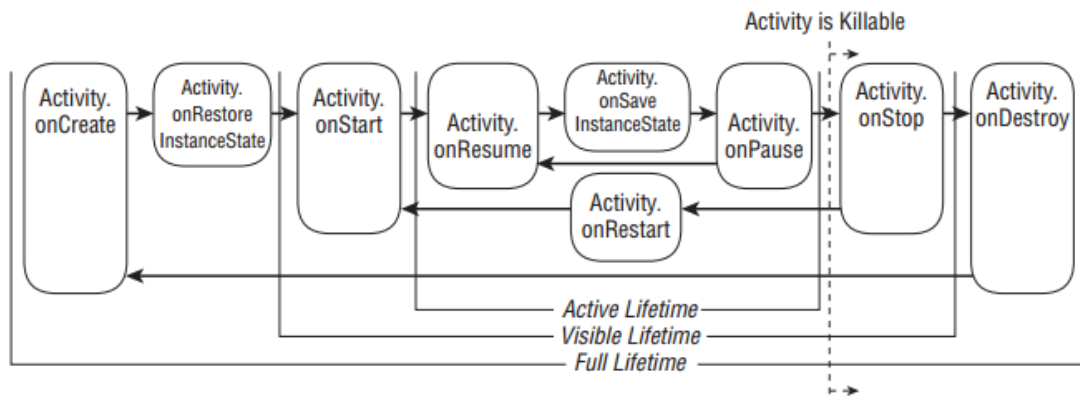 Activity is Killable
Activity.
onCreate
Activity.
onRestore
InstanceState
Activity.
onStart
Activity.
onResume
Activity.
onSave
InstanceState
Activity.
onPause
Activity.
onStop
Activity.
onDestroy
Activity.
onRestart
Active Lifetime
Visible Lifetime
Full Lifetime